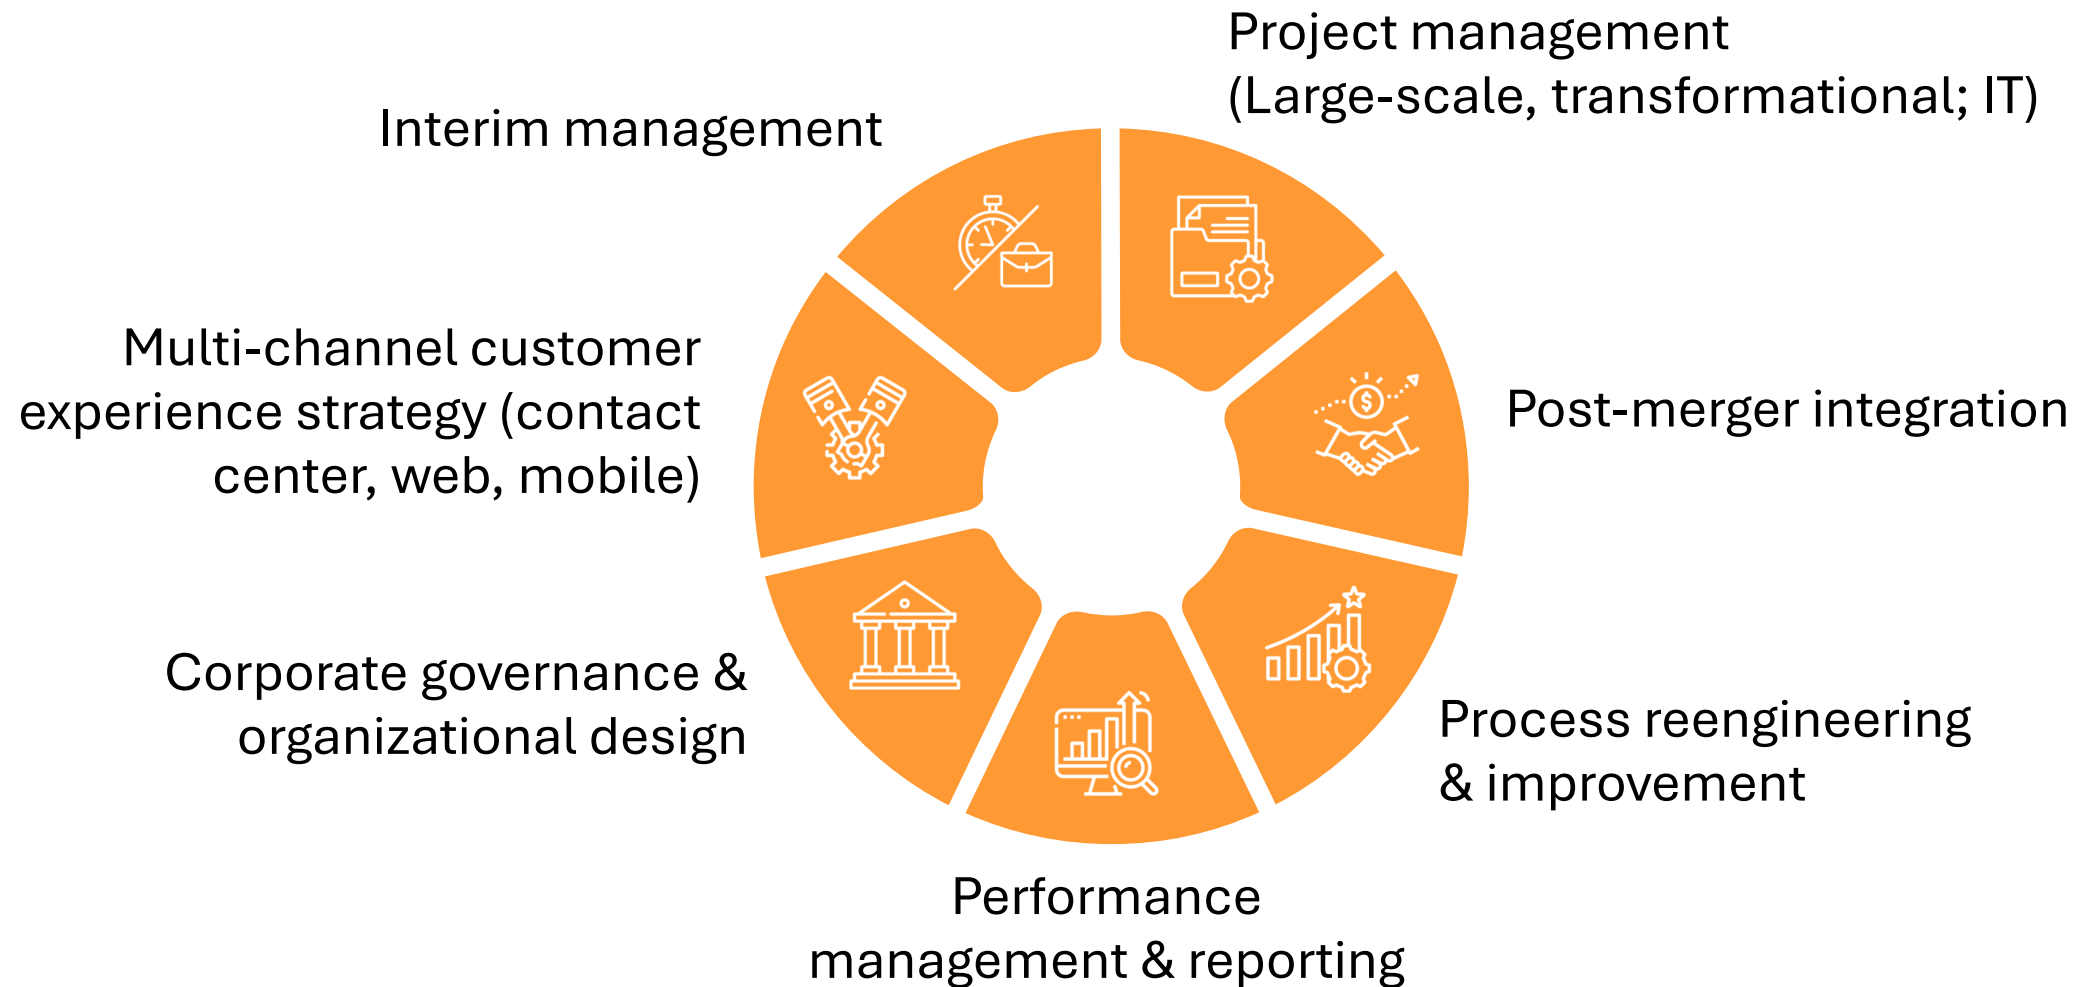 Project management
(Large-scale, transformational; IT)
Interim management
Multi-channel customer
experience strategy (contact
center, web, mobile)
Post-merger integration
Corporate governance &
organizational design
Process reengineering
& improvement
Performance
management & reporting